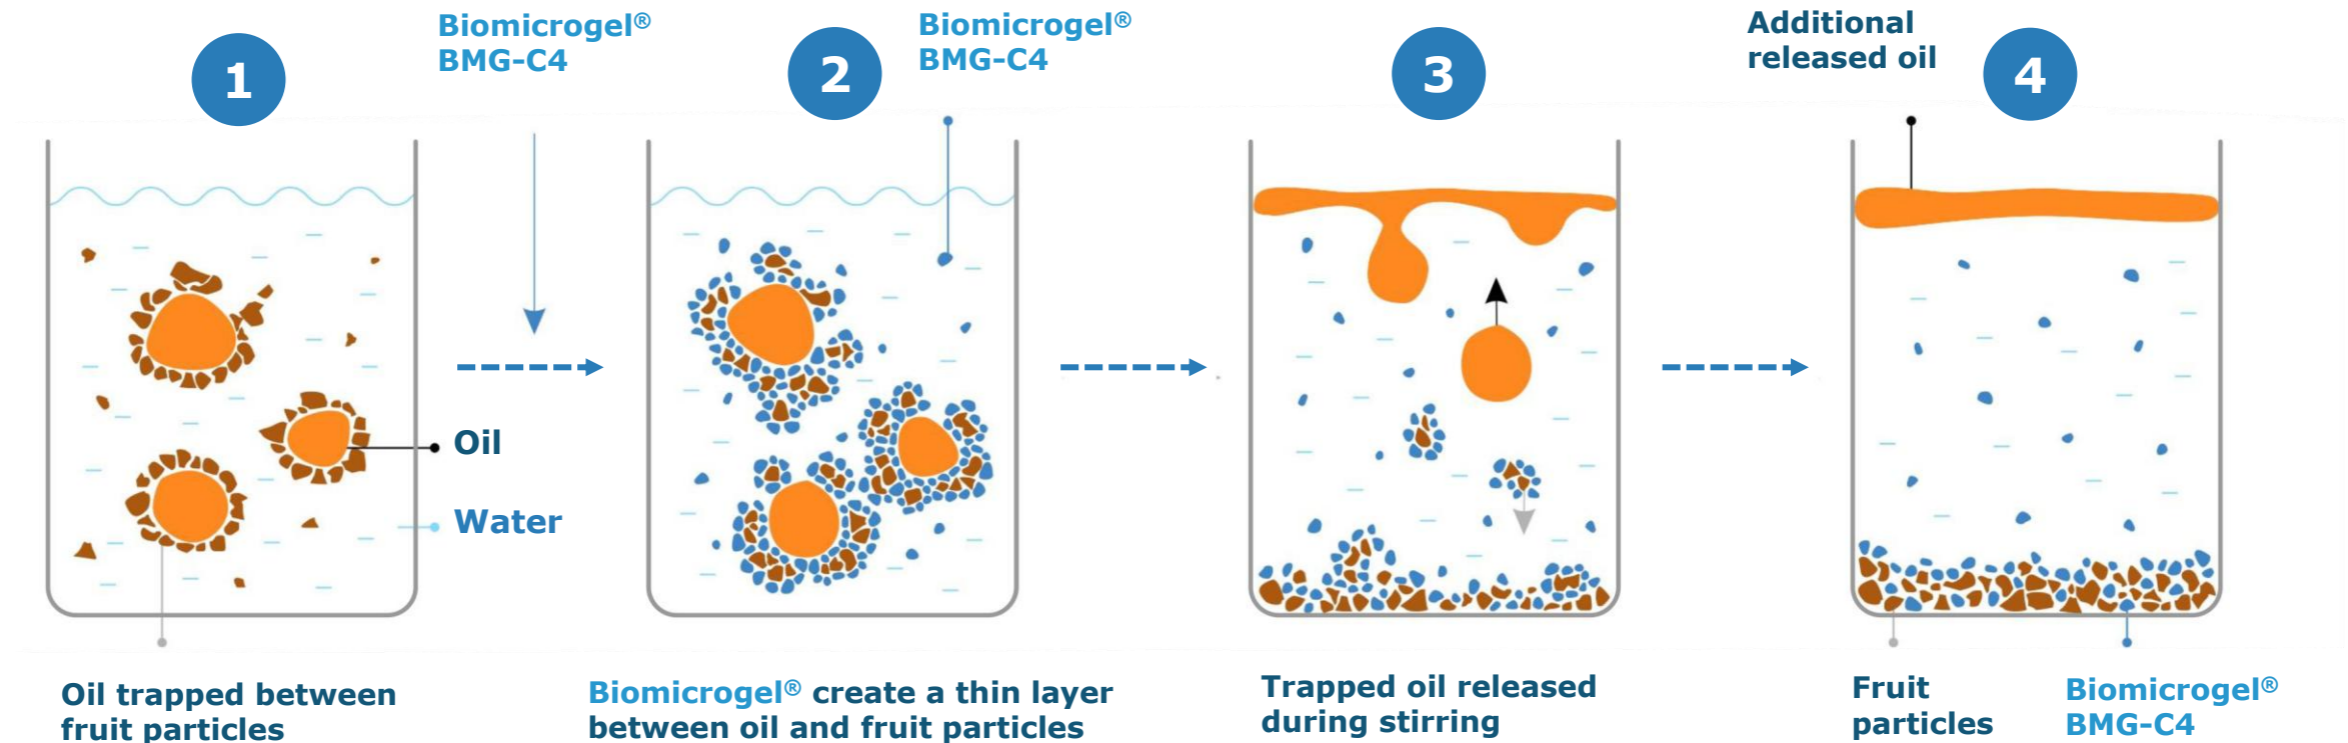 1
Biomicrogel®
BMG-C4
2
Biomicrogel®
BMG-C4
3
Additional
released oil
4
Oil
Water
Oil trapped between
fruit particles
Biomicrogel® create a thin layer
between oil and fruit particles
Trapped oil released
during stirring
Fruit
particles
Biomicrogel®
BMG-C4